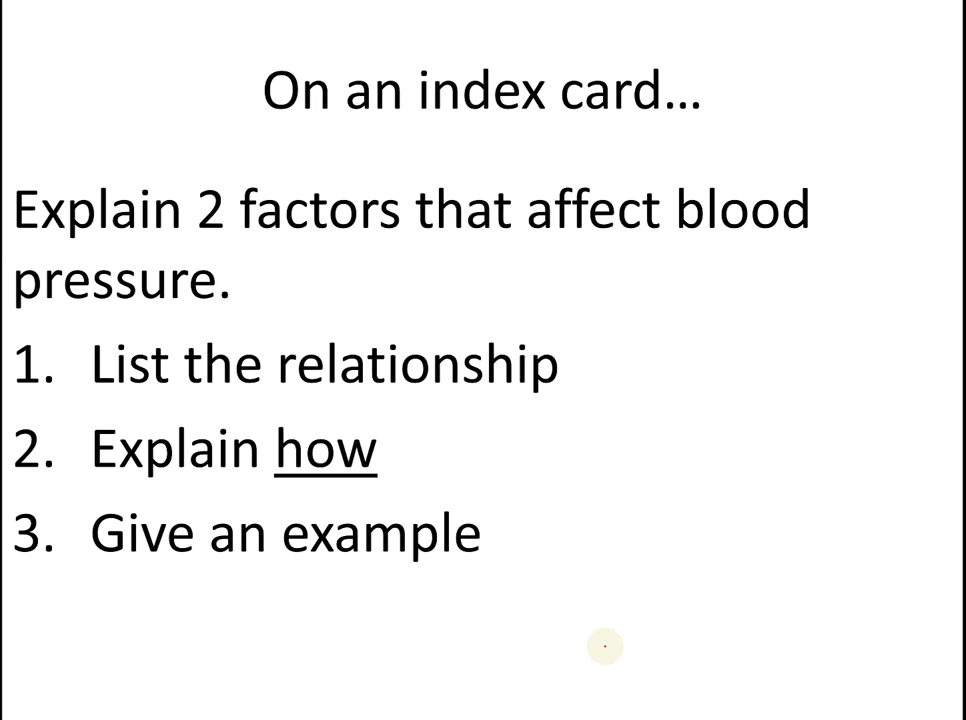 On an index card…
Explain 2 factors that affect blood
pressure.
1. List the relationship
2. Explain how
3. Give an example